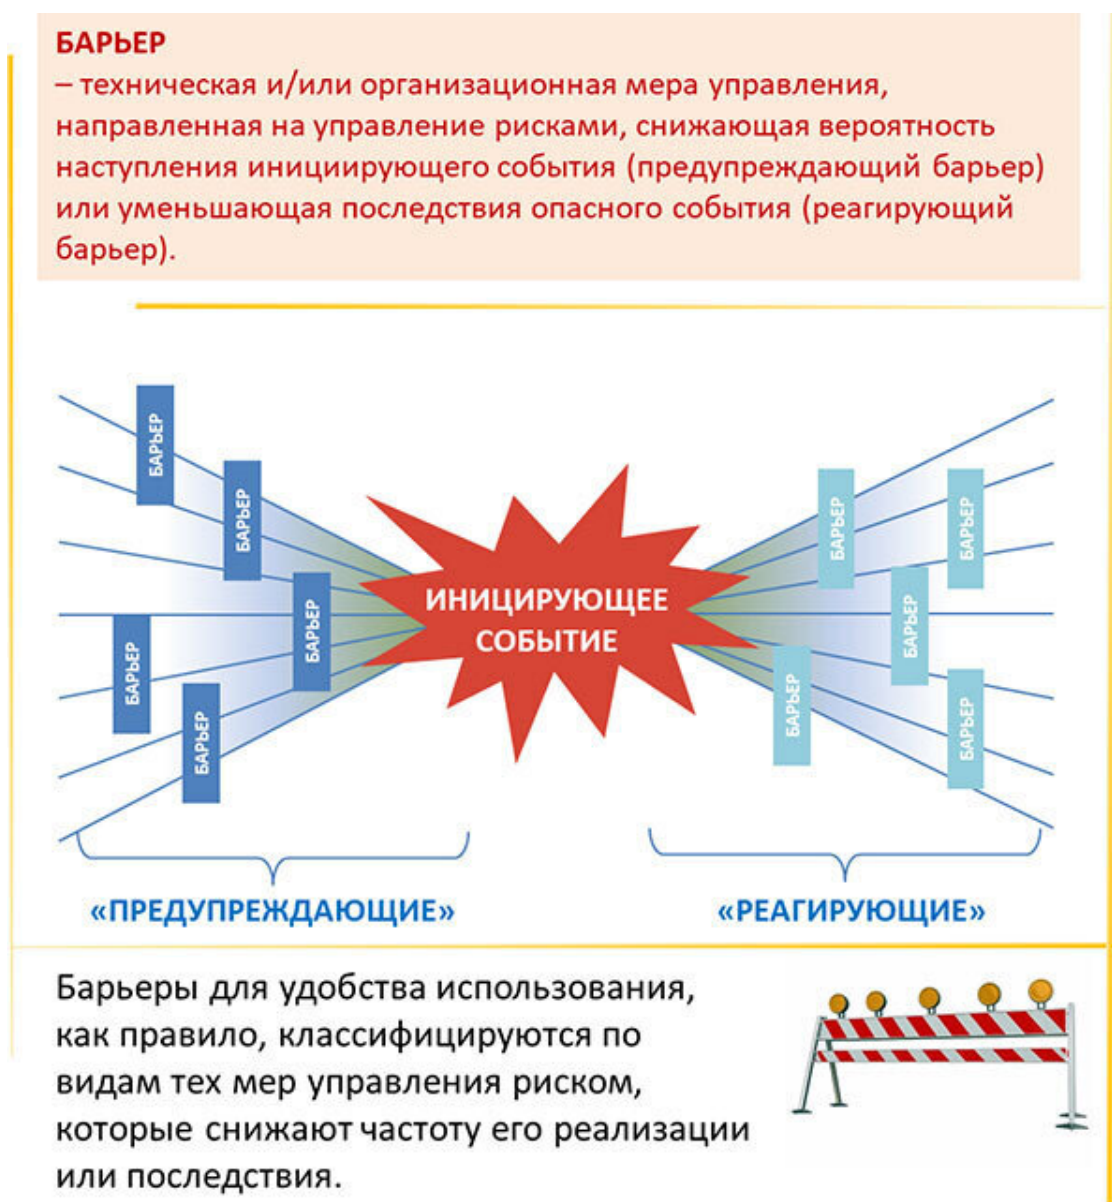 БАРЬЕР
– техническая и/или организационная мера управления,
направленная на управление рисками, снижающая вероятность
наступления инициирующего события (предупреждающий барьер)
или уменьшающая последствия опасного события (реагирующий
барьер).
БАРЬЕР
БАРЬЕР
БАРЬЕР
БАРЬЕР
БАРЬЕР
ИНИЦИРУЮЩЕЕ
СОБЫТИЕ
БАРЬЕР
БАРЬЕР
БАРЬЕР
БАРЬЕР
БАРЬЕР
«ПРЕДУПРЕЖДАЮЩИЕ»
«РЕАГИРУЮЩИЕ»
Барьеры для удобства использования,
как правило, классифицируются по
видам тех мер управления риском,
которые снижают частоту его реализации
или последствия.